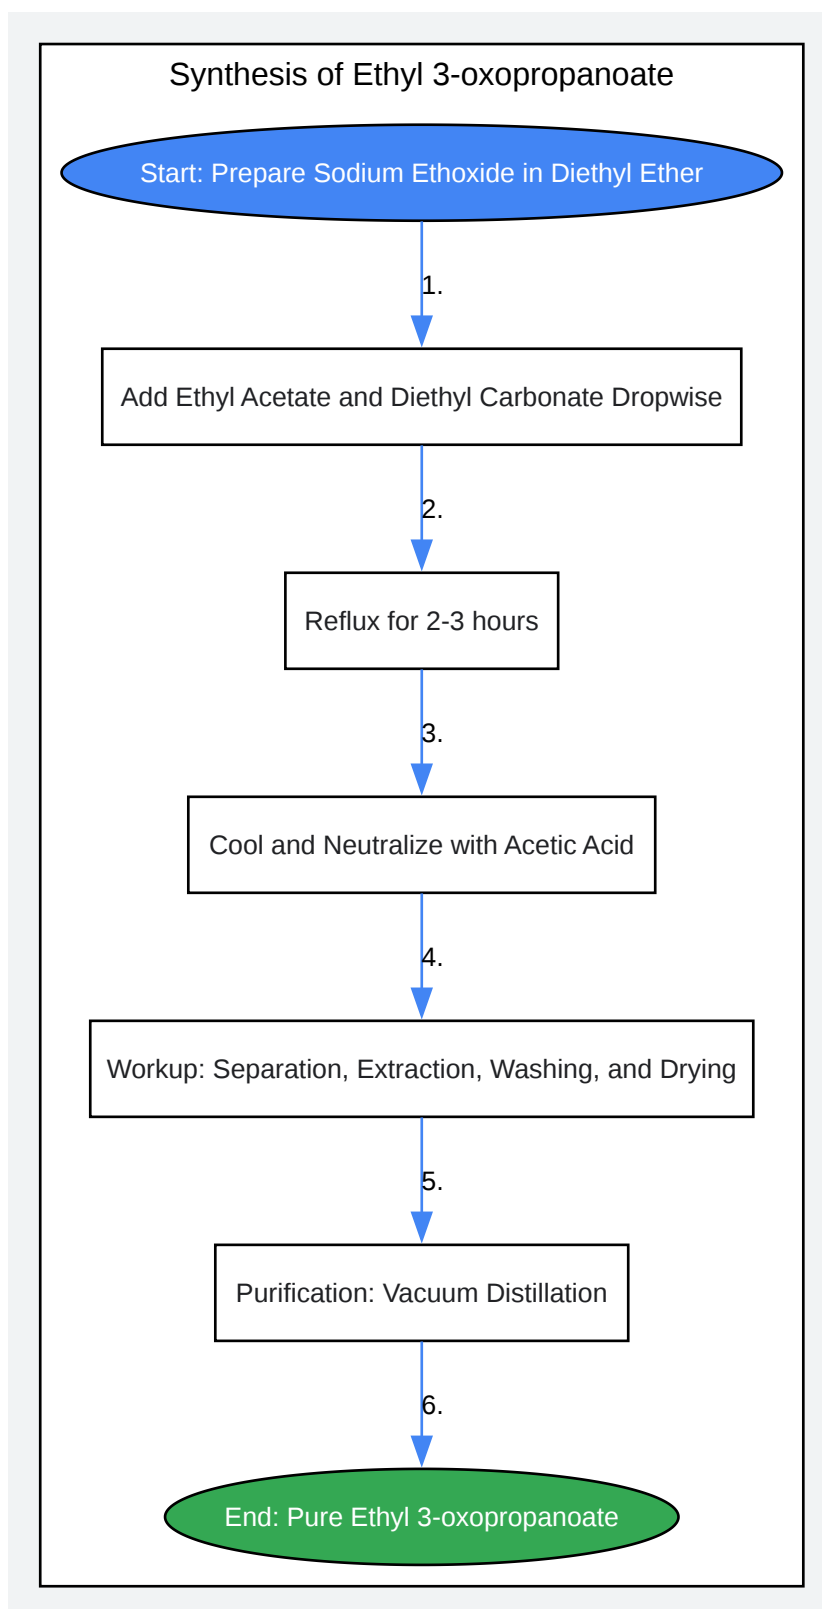 Synthesis of Ethyl 3-oxopropanoate
Start: Prepare Sodium Ethoxide in Diethyl Ether
1.
Add Ethyl Acetate and Diethyl Carbonate Dropwise
2.
Reflux for 2-3 hours
3.
Cool and Neutralize with Acetic Acid
4.
Workup: Separation, Extraction, Washing, and Drying
5.
Purification: Vacuum Distillation
6.
End: Pure Ethyl 3-oxopropanoate